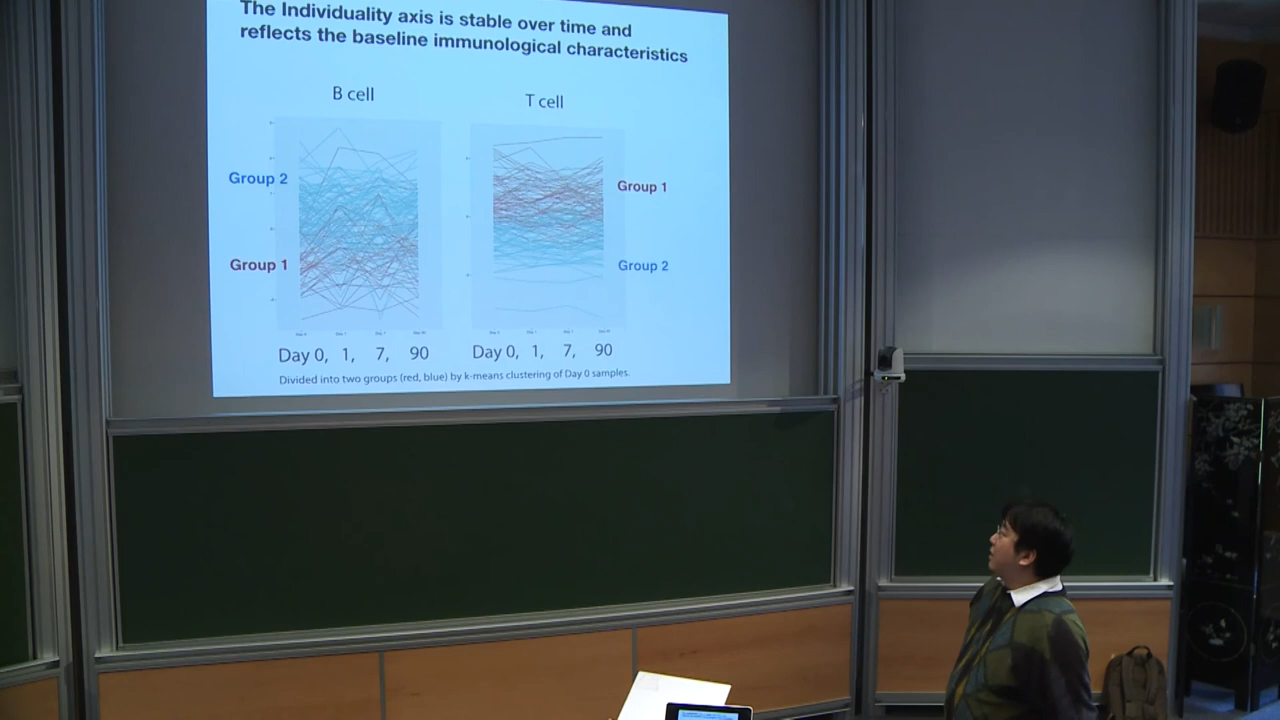 The Individuality axis is stable over time and
reflects the baseline immunological characteristics
B cell
T cell
Group 2
Group 1
Group 1
Group 2
Day 0, 1, 7, 90
Day 0, 1, 7, 90
Divided into two groups (red, blue) by k-means clustering of Day 0 samples.